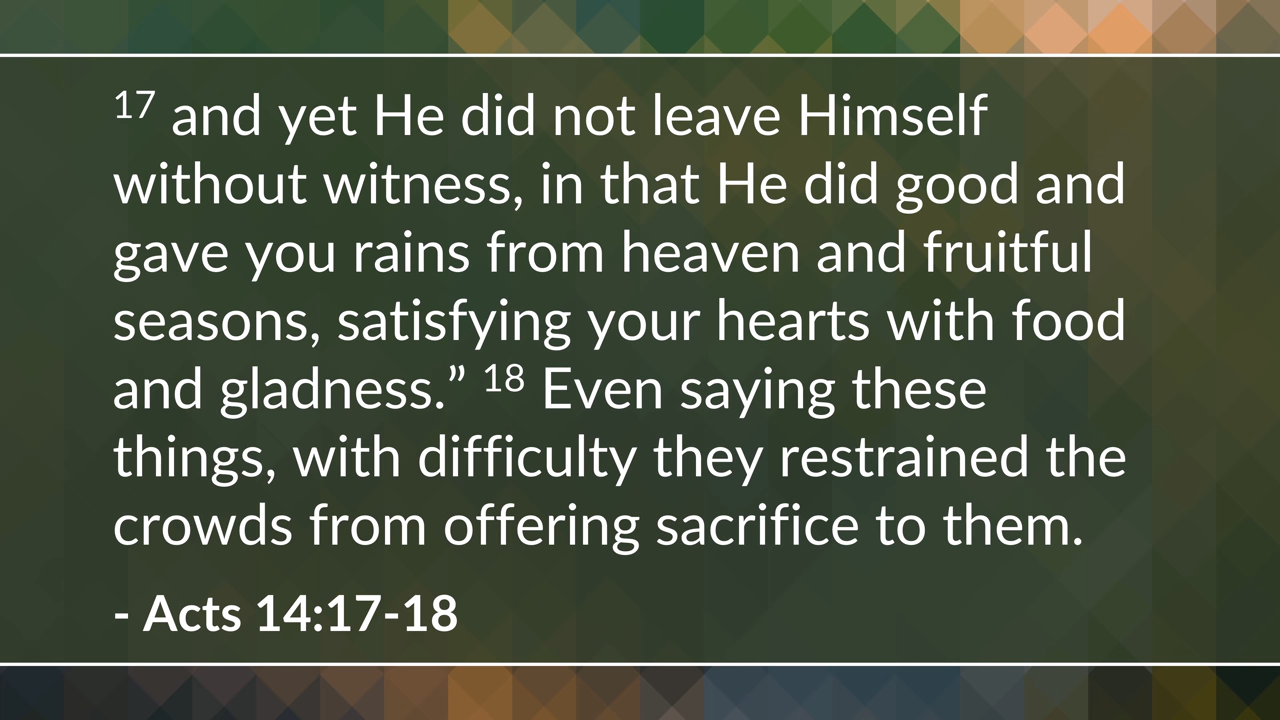 17 and yet He did not leave Himself
without witness, in that He did good and
gave you rains from heaven and fruitful
seasons, satisfying your hearts with food
and gladness.” 18 Even saying these
things, with difficulty they restrained the
crowds from offering sacrifice to them.
- Acts 14:17-18